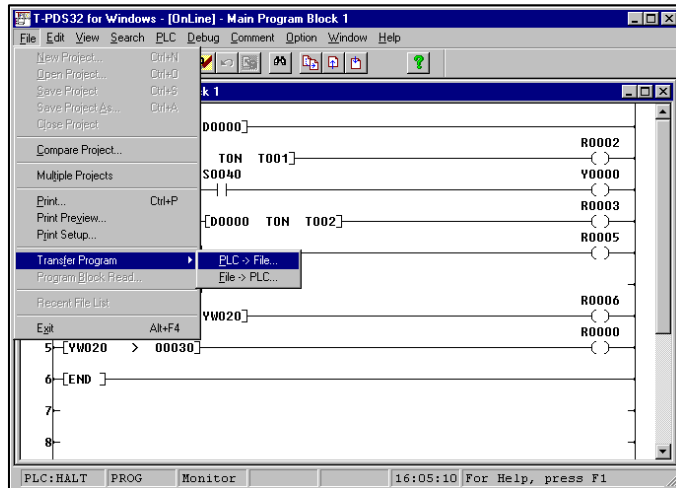 T-PDS32 for Windows - [OnLine] - Main Program Block 1
File Edit View Search PLC Debug Comment Option Window Help
New Project... Ctrl+N
Open Project... Ctrl+O
Save Project Ctrl+S
Save Project As... Ctrl+A
Close Project
Compare Project...
Multiple Projects
Print... Ctrl+P
Print Preview...
Print Setup...
Transfer Program
Program Block Read...
Recent File List
Exit Alt+F4
PLC -> File...
File -> PLC...
k 1
D0000]
R0002
TON T001]
S0040 Y0000
R0003
[D0000 TON T002]
R0005
R0006
YW020]
R0000
5 [YW020 > 00030]
6 [END ]
7
8
PLC:HALT PROG Monitor 16:05:10 For Help, press F1